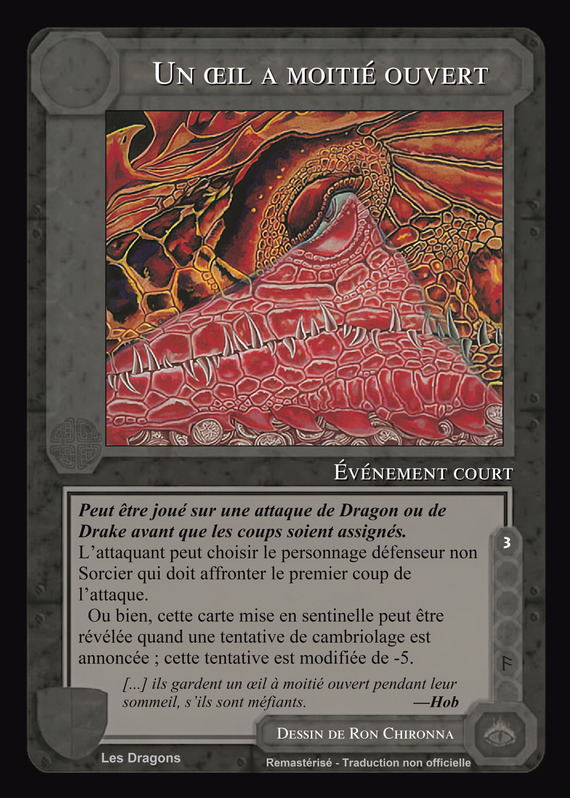 Un œil a moitié ouvert
Événement court
Peut être joué sur une attaque de Dragon ou de
Drake avant que les coups soient assignés.
L'attaquant peut choisir le personnage défenseur non
Sorcier qui doit affronter le premier coup de
l'attaque.
Ou bien, cette carte mise en sentinelle peut être
révélée quand une tentative de cambriolage est
annoncée ; cette tentative est modifiée de -5.
[...] ils gardent un œil à moitié ouvert pendant leur
sommeil, s'ils sont méfiants. —Hob
3
Dessin de Ron Chironna
Les Dragons
Remastérisé - Traduction non officielle